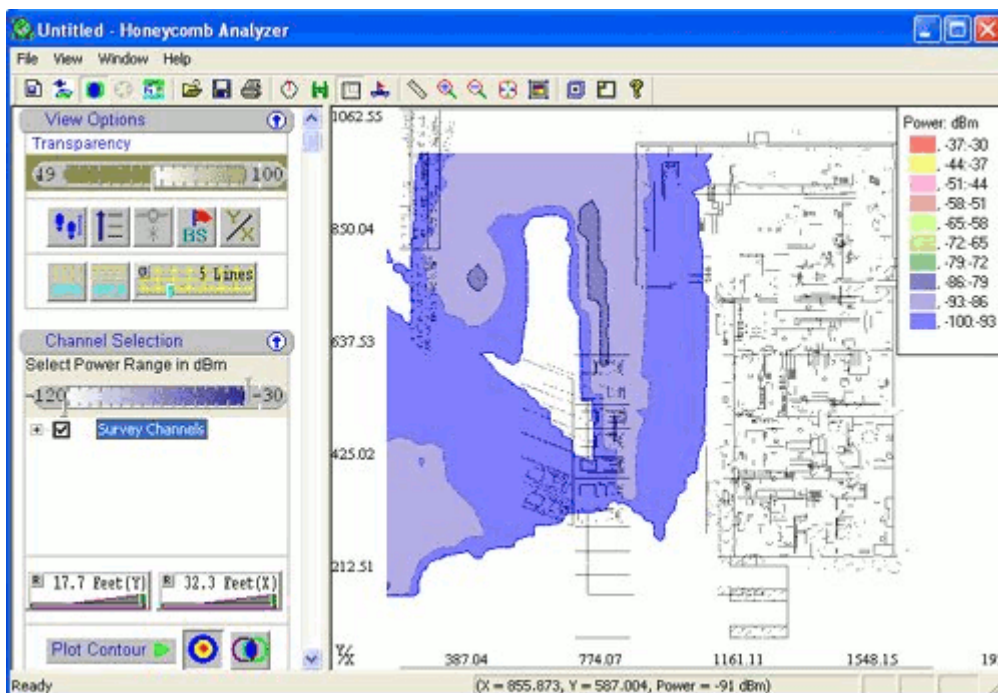 Untitled - Honeycomb Analyzer
File View Window Help
View Options
Transparency
49 100
BS Y/X
5 Lines
Channel Selection
Select Power Range in dBm
-120 -30
Survey Channels
R 17.7 Feet(Y) R 32.3 Feet(X)
Plot Contour
1062.55
850.04
637.53
425.02
212.51
Y/X 387.04 774.07 1161.11 1548.15 19
Power: dBm
-37:-30
-44:-37
-51:-44
-58:-51
-65:-58
-72:-65
-79:-72
-86:-79
-93:-86
-100:-93
Ready (X = 855.873, Y = 587.004, Power = -91 dBm)